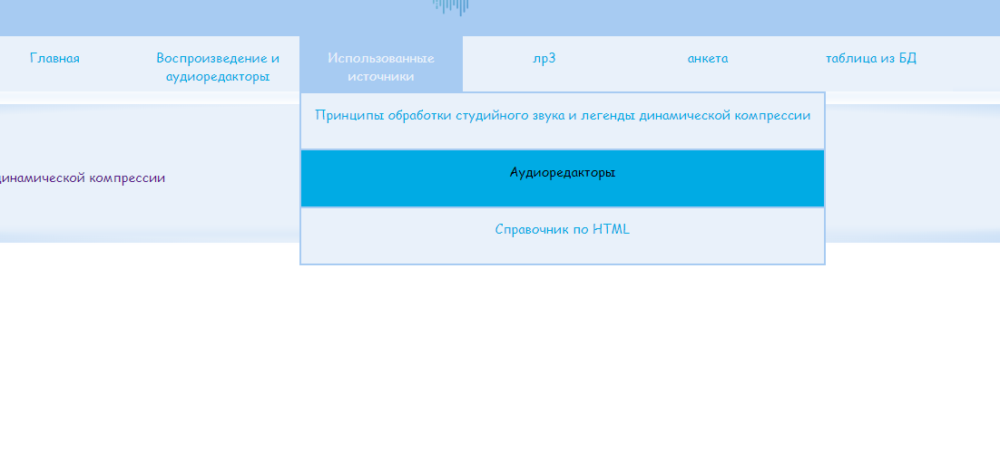 Главная
Воспроизведение и
аудиоредакторы
Использованные
источники
лр3
анкета
таблица из БД
Принципы обработки студийного звука и легенды динамической компрессии
Аудиоредакторы
динамической компрессии
Справочник по HTML